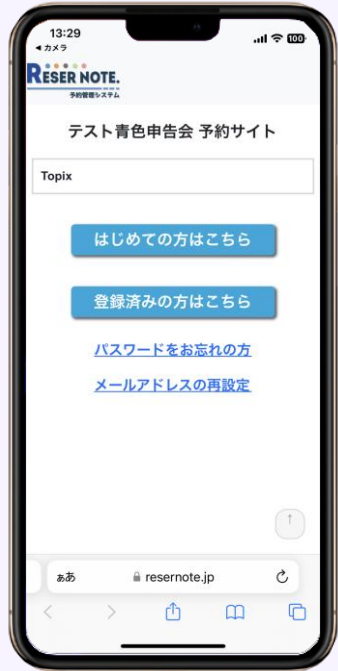 13:29
100
◂ カメラ
RESER NOTE.
予約管理システム
テスト青色申告会 予約サイト
Topix
はじめての方はこちら
登録済みの方はこちら
パスワードをお忘れの方
メールアドレスの再設定
↑
ぁあ
resernote.jp